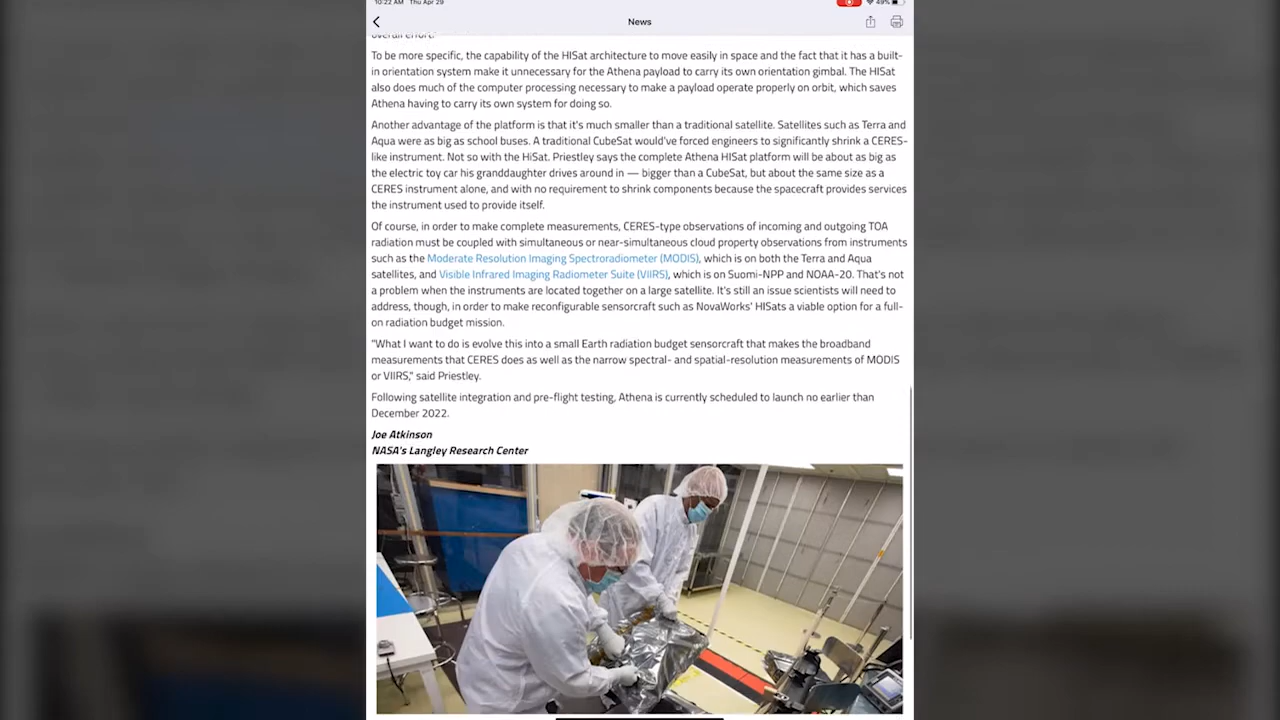 10:22 AM Thu Apr 29
49%
News
overall effort.
To be more specific, the capability of the HISat architecture to move easily in space and the fact that it has a built-
in orientation system make it unnecessary for the Athena payload to carry its own orientation gimbal. The HISat
also does much of the computer processing necessary to make a payload operate properly on orbit, which saves
Athena having to carry its own system for doing so.
Another advantage of the platform is that it's much smaller than a traditional satellite. Satellites such as Terra and
Aqua were as big as school buses. A traditional CubeSat would've forced engineers to significantly shrink a CERES-
like instrument. Not so with the HiSat. Priestley says the complete Athena HISat platform will be about as big as
the electric toy car his granddaughter drives around in — bigger than a CubeSat, but about the same size as a
CERES instrument alone, and with no requirement to shrink components because the spacecraft provides services
the instrument used to provide itself.
Of course, in order to make complete measurements, CERES-type observations of incoming and outgoing TOA
radiation must be coupled with simultaneous or near-simultaneous cloud property observations from instruments
such as the Moderate Resolution Imaging Spectroradiometer (MODIS), which is on both the Terra and Aqua
satellites, and Visible Infrared Imaging Radiometer Suite (VIIRS), which is on Suomi-NPP and NOAA-20. That's not
a problem when the instruments are located together on a large satellite. It's still an issue scientists will need to
address, though, in order to make reconfigurable sensorcraft such as NovaWorks' HISats a viable option for a full-
on radiation budget mission.
"What I want to do is evolve this into a small Earth radiation budget sensorcraft that makes the broadband
measurements that CERES does as well as the narrow spectral- and spatial-resolution measurements of MODIS
or VIIRS," said Priestley.
Following satellite integration and pre-flight testing, Athena is currently scheduled to launch no earlier than
December 2022.
Joe Atkinson
NASA's Langley Research Center